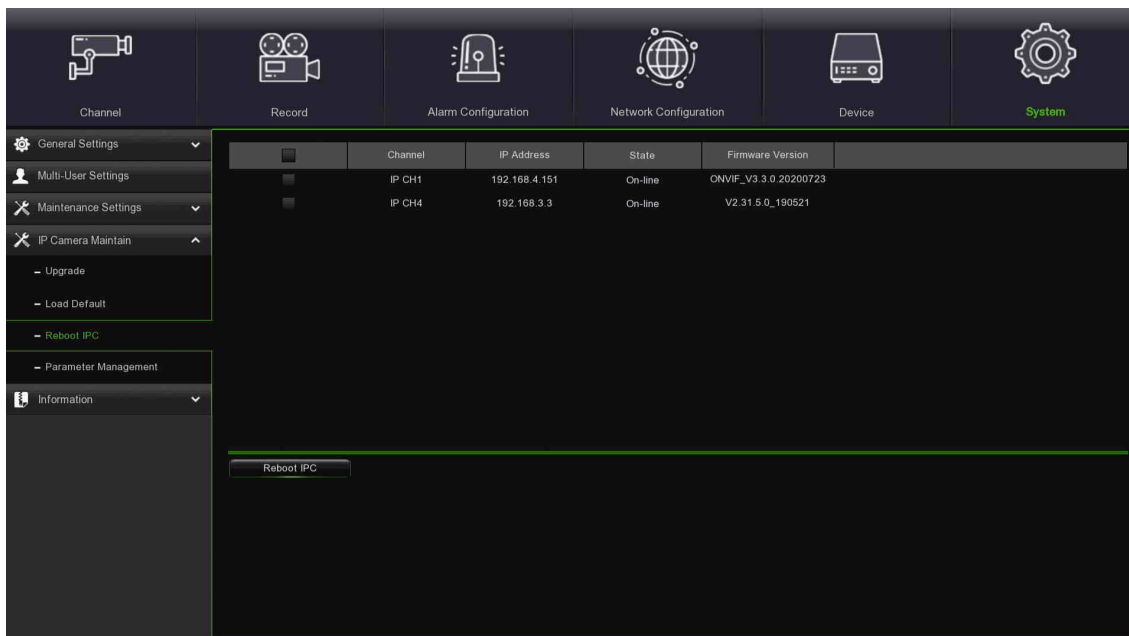 Channel Record Alarm Configuration Network Configuration Device System
General Settings
Multi-User Settings
Maintenance Settings
IP Camera Maintain
– Upgrade
– Load Default
– Reboot IPC
– Parameter Management
Information
Channel IP Address State Firmware Version
IP CH1 192.168.4.151 On-line ONVIF_V3.3.0.20200723
IP CH4 192.168.3.3 On-line V2.31.5.0_190521
Reboot IPC